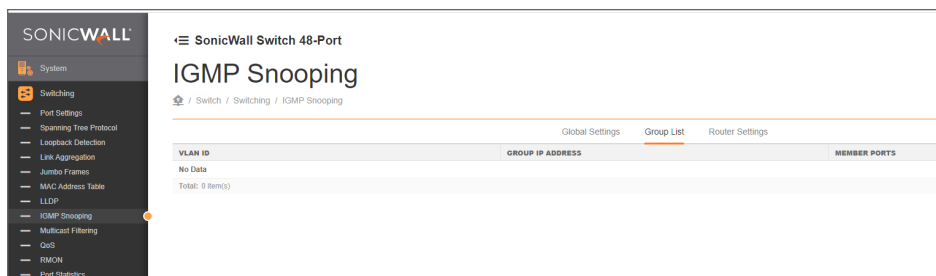 SONICWALL
SonicWall Switch 48-Port
System
IGMP Snooping
Switching
/ Switch / Switching / IGMP Snooping
Port Settings
Spanning Tree Protocol
Global Settings Group List Router Settings
Loopback Detection
VLAN ID GROUP IP ADDRESS MEMBER PORTS
Link Aggregation
No Data
Jumbo Frames
Total: 0 item(s)
MAC Address Table
LLDP
IGMP Snooping
Multicast Filtering
QoS
RMON
Port Statistics